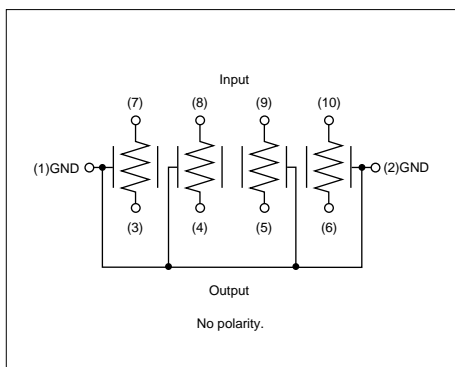 Input
(7) (8) (9) (10)
(1)GND (2)GND
(3) (4) (5) (6)
Output
No polarity.